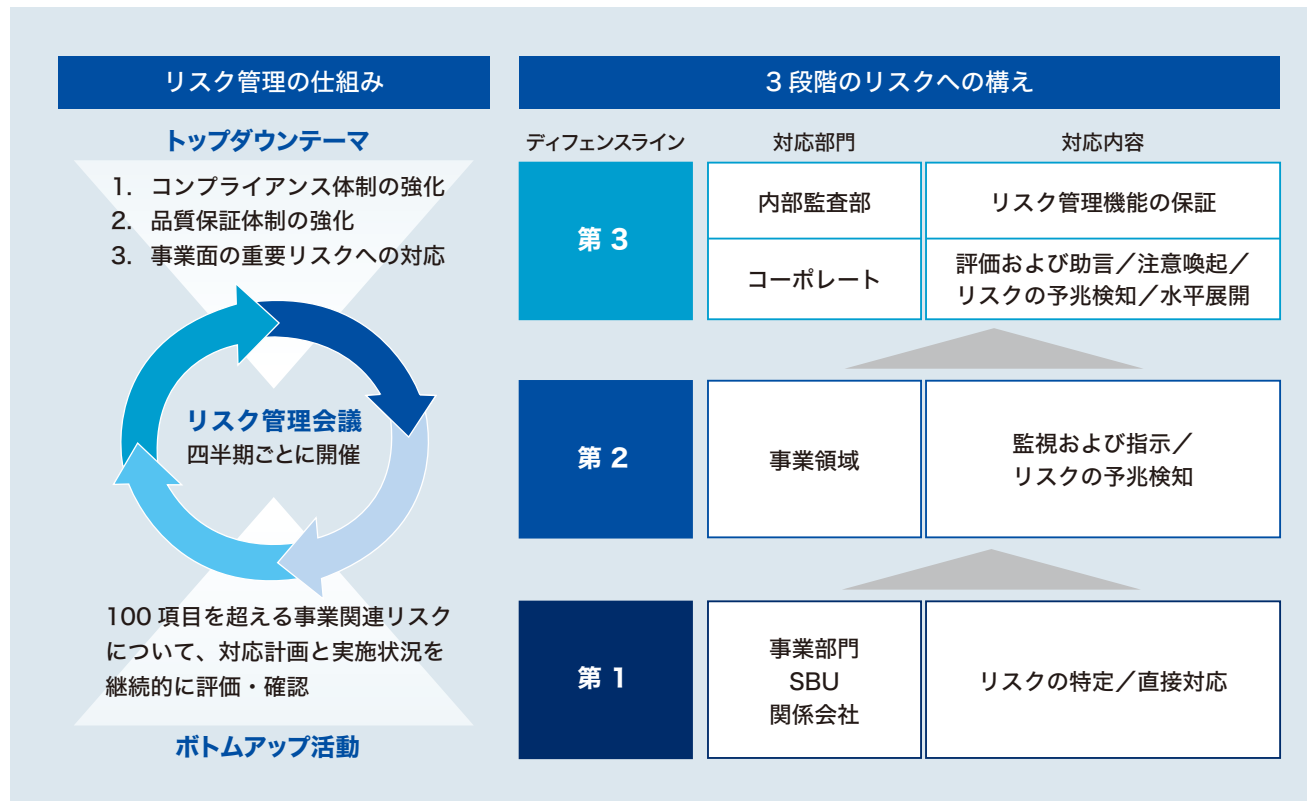 リスク管理の仕組み
トップダウンテーマ
1. コンプライアンス体制の強化
2. 品質保証体制の強化
3. 事業面の重要リスクへの対応
リスク管理会議
四半期ごとに開催
100 項目を超える事業関連リスク
について、対応計画と実施状況を
継続的に評価・確認
ボトムアップ活動
3 段階のリスクへの構え
ディフェンスライン
対応部門
対応内容
第 3
内部監査部
リスク管理機能の保証
コーポレート
評価および助言／注意喚起／
リスクの予兆検知／水平展開
第 2
事業領域
監視および指示／
リスクの予兆検知
第 1
事業部門
SBU
関係会社
リスクの特定／直接対応